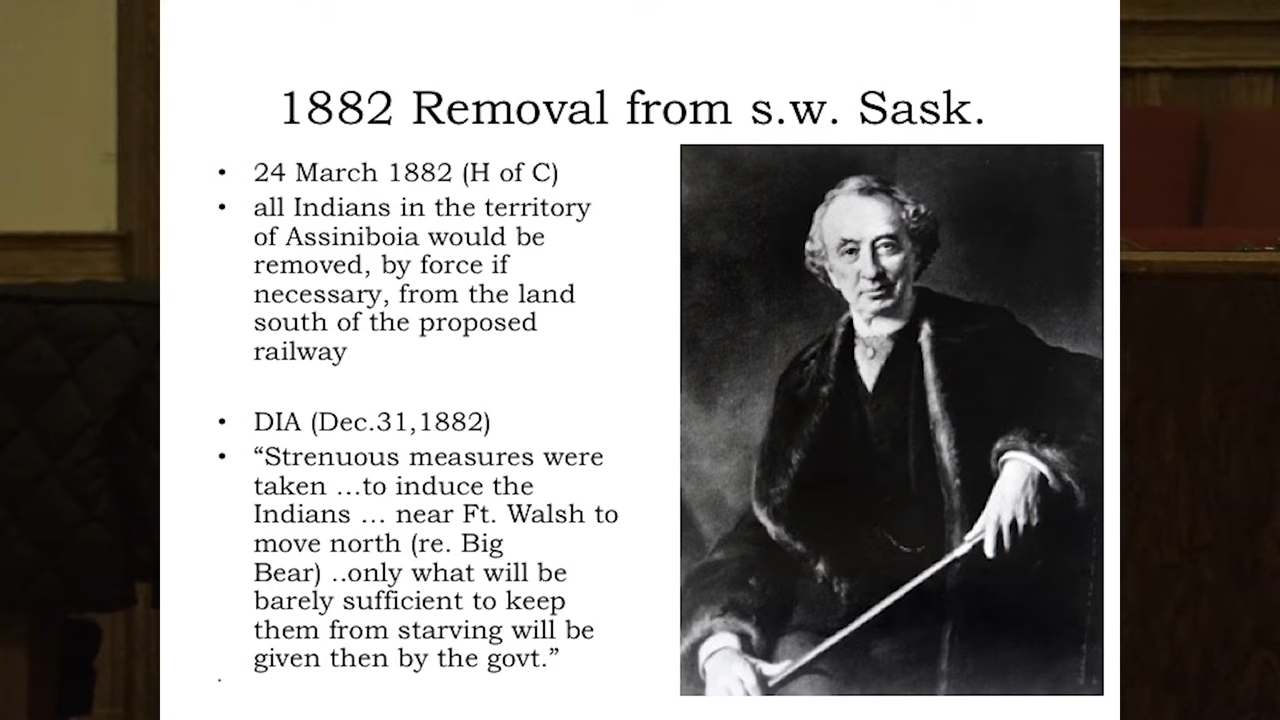 1882 Removal from s.w. Sask.
• 24 March 1882 (H of C)
• all Indians in the territory
of Assiniboia would be
removed, by force if
necessary, from the land
south of the proposed
railway
• DIA (Dec.31,1882)
• “Strenuous measures were
taken …to induce the
Indians … near Ft. Walsh to
move north (re. Big
Bear) ..only what will be
barely sufficient to keep
them from starving will be
given then by the govt.”